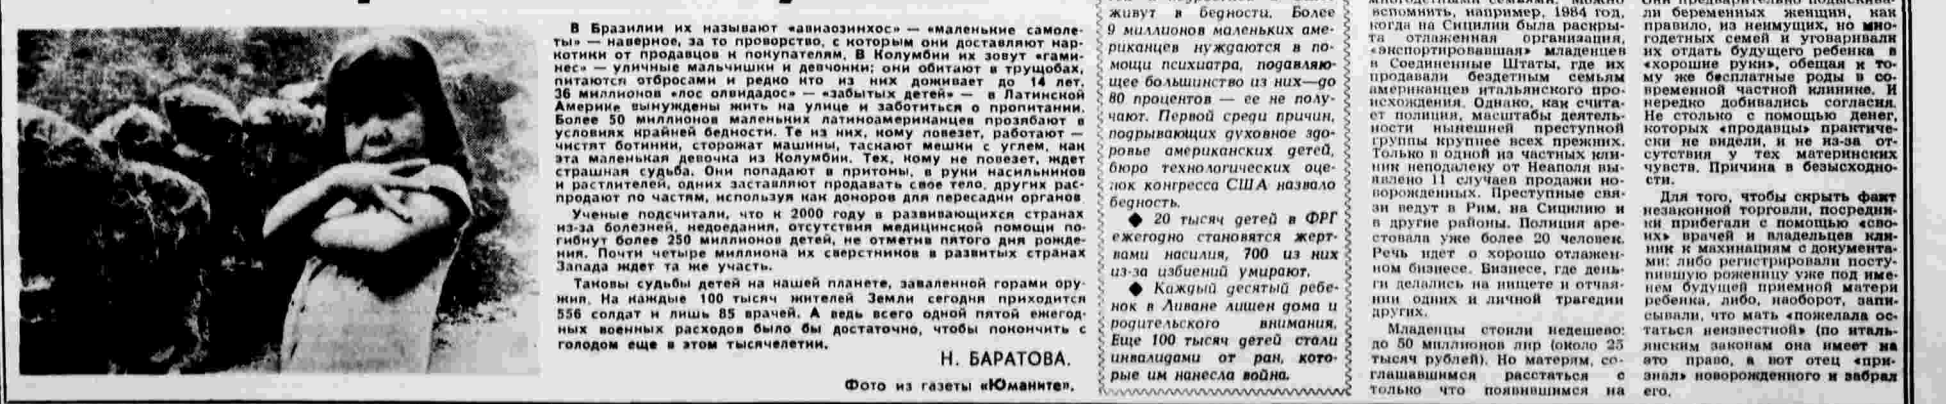 В Бразилии их называют «авиаозинхос» — «маленькие самоле-
ты» — наверное, за то проворство, с которым они доставляют нар-
котики от продавцов к покупателям. В Колумбии их зовут «гами-
нес» — уличные мальчишки и девчонки; они обитают в трущобах,
питаются отбросами и редко кто из них доживает до 14 лет.
36 миллионов «лос олвидадос» — «забытых детей» — в Латинской
Америке вынуждены жить на улице и заботиться о пропитании.
Более 50 миллионов маленьких латиноамериканцев прозябают в
условиях крайней бедности. Те из них, кому повезет, работают —
чистят ботинки, сторожат машины, таскают мешки с углем, как
эта маленькая девочка из Колумбии. Тех, кому не повезет, ждет
страшная судьба. Они попадают в притоны, в руки насильников
и растлителей, одних заставляют продавать свое тело, других рас-
продают по частям, используя как доноров для пересадки органов.
Ученые подсчитали, что к 2000 году в развивающихся странах
из-за болезней, недоедания, отсутствия медицинской помощи по-
гибнут более 250 миллионов детей, не отметив пятого дня рожде-
ния. Почти четыре миллиона их сверстников в развитых странах
Запада ждет та же участь.
Таковы судьбы детей на нашей планете, заваленной горами ору-
жия. На каждые 100 тысяч жителей Земли сегодня приходится
556 солдат и лишь 85 врачей. А ведь всего одной пятой ежегод-
ных военных расходов было бы достаточно, чтобы покончить с
голодом еще в этом тысячелетии.
Н. БАРАТОВА.
Фото из газеты «Юманите».
живут в бедности. Более
9 миллионов маленьких аме-
риканцев нуждаются в по-
мощи психиатра, подавляю-
щее большинство из них—до
80 процентов — ее не полу-
чают. Первой среди причин,
подрывающих духовное здо-
ровье американских детей,
бюро технологических оце-
нок конгресса США назвало
бедность.
◆ 20 тысяч детей в ФРГ
ежегодно становятся жерт-
вами насилия, 700 из них
из-за избиений умирают.
◆ Каждый десятый ребе-
нок в Ливане лишен дома и
родительского внимания.
Еще 100 тысяч детей стали
инвалидами от ран, кото-
рые им нанесла война.
вспомнить, например, 1984 год,
когда на Сицилии была раскры-
та отлаженная организация,
«экспортировавшая» младенцев
в Соединенные Штаты, где их
продавали бездетным семьям
американцев итальянского про-
исхождения. Однако, как счита-
ет полиция, масштабы деятель-
ности нынешней преступной
группы крупнее всех прежних.
Только в одной из частных кли-
ник неподалеку от Неаполя вы-
явлено 11 случаев продажи но-
ворожденных. Преступные свя-
зи ведут в Рим, на Сицилию и
в другие районы. Полиция аре-
стовала уже более 20 человек.
Речь идет о хорошо отлажен-
ном бизнесе. Бизнесе, где день-
ги делались на нищете и отчая-
нии одних и личной трагедии
других.
Младенцы стоили недешево:
до 50 миллионов лир (около 25
тысяч рублей). Но матерям, со-
глашавшимся расстаться с
только что появившимся на
ли беременных женщин, как
правило, из неимущих, но мно-
годетных семей и уговаривали
их отдать будущего ребенка в
«хорошие руки», обещая к то-
му же бесплатные роды в со-
временной частной клинике. И
нередко добивались согласия.
Не столько с помощью денег,
которых «продавцы» практиче-
ски не видели, и не из-за от-
сутствия у тех материнских
чувств. Причина в безысходно-
сти.
Для того, чтобы скрыть факт
незаконной торговли, посредни-
ки прибегали с помощью «сво-
их» врачей и владельцев кли-
ник к махинациям с документа-
ми: либо регистрировали посту-
пившую роженицу уже под име-
нем будущей приемной матери
ребенка, либо, наоборот, запи-
сывали, что мать «пожелала ос-
таться неизвестной» (по италь-
янским законам она имеет на
это право, а вот отец «при-
знал» новорожденного и забрал
его.